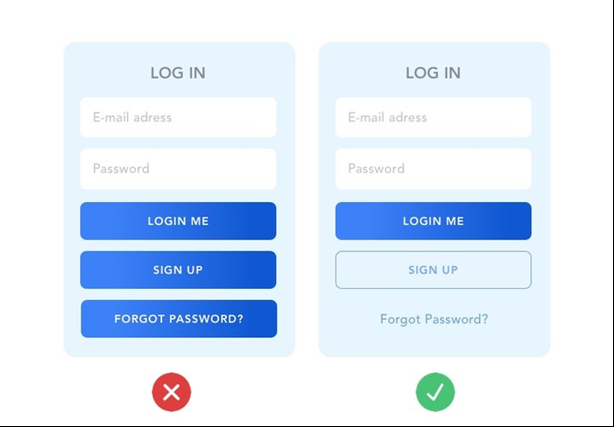 LOG IN
E-mail adress
Password
LOGIN ME
SIGN UP
FORGOT PASSWORD?
LOG IN
E-mail adress
Password
LOGIN ME
SIGN UP
Forgot Password?